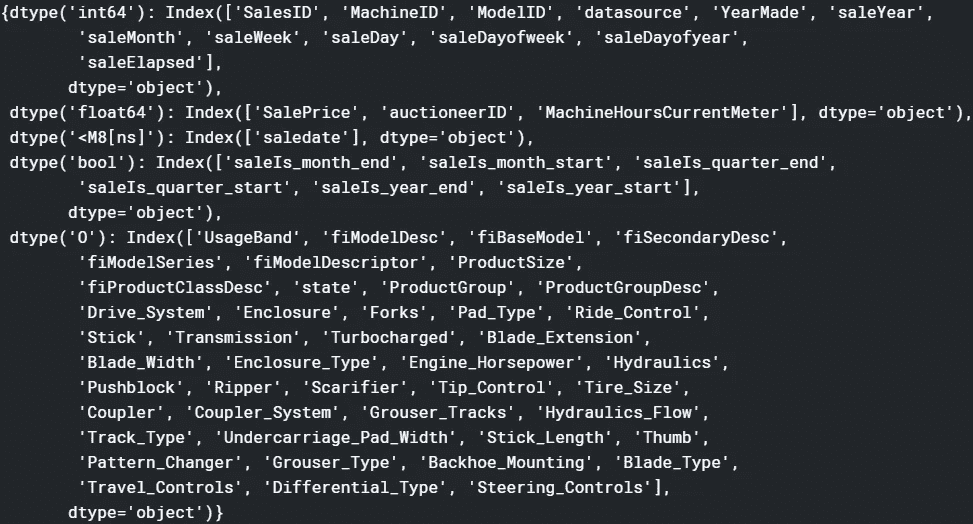 {dtype('int64'): Index(['SalesID', 'MachineID', 'ModelID', 'datasource', 'YearMade', 'saleYear',
'saleMonth', 'saleWeek', 'saleDay', 'saleDayofweek', 'saleDayofyear',
'saleElapsed'],
dtype='object'),
dtype('float64'): Index(['SalePrice', 'auctioneerID', 'MachineHoursCurrentMeter'], dtype='object'),
dtype('<M8[ns]'): Index(['saledate'], dtype='object'),
dtype('bool'): Index(['saleIs_month_end', 'saleIs_month_start', 'saleIs_quarter_end',
'saleIs_quarter_start', 'saleIs_year_end', 'saleIs_year_start'],
dtype='object'),
dtype('O'): Index(['UsageBand', 'fiModelDesc', 'fiBaseModel', 'fiSecondaryDesc',
'fiModelSeries', 'fiModelDescriptor', 'ProductSize',
'fiProductClassDesc', 'state', 'ProductGroup', 'ProductGroupDesc',
'Drive_System', 'Enclosure', 'Forks', 'Pad_Type', 'Ride_Control',
'Stick', 'Transmission', 'Turbocharged', 'Blade_Extension',
'Blade_Width', 'Enclosure_Type', 'Engine_Horsepower', 'Hydraulics',
'Pushblock', 'Ripper', 'Scarifier', 'Tip_Control', 'Tire_Size',
'Coupler', 'Coupler_System', 'Grouser_Tracks', 'Hydraulics_Flow',
'Track_Type', 'Undercarriage_Pad_Width', 'Stick_Length', 'Thumb',
'Pattern_Changer', 'Grouser_Type', 'Backhoe_Mounting', 'Blade_Type',
'Travel_Controls', 'Differential_Type', 'Steering_Controls'],
dtype='object')}